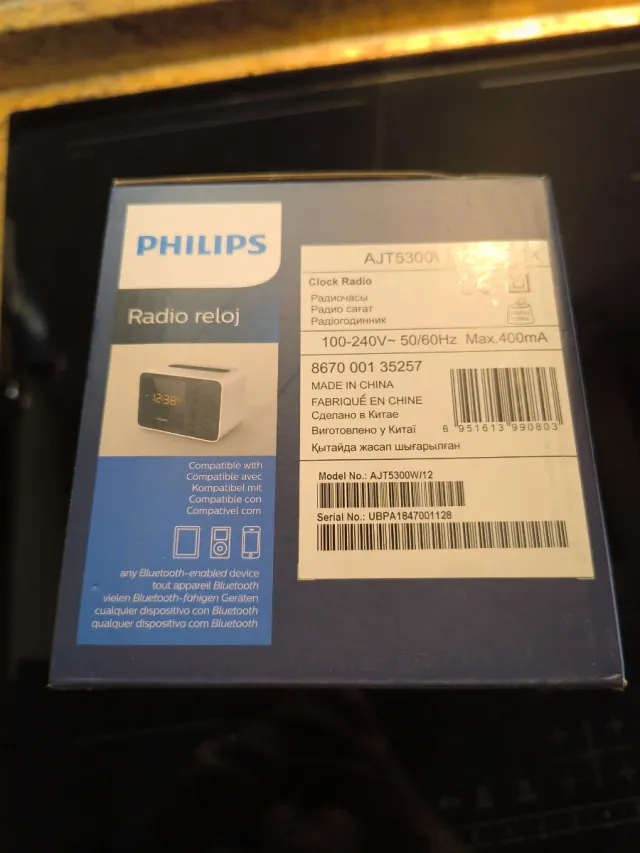 PHILIPS
Radio reloj
12:38
Compatible with
Compatible avec
Kompatibel mit
Compatible con
Compatível com
any Bluetooth-enabled device
tout appareil Bluetooth
vielen Bluetooth-fähigen Geräten
cualquier dispositivo con Bluetooth
qualquer dispositivo com Bluetooth
AJT5300
Clock Radio
Радиочасы
Радио сағат
Радіогодинник
100-240V~ 50/60Hz Max.400mA
8670 001 35257
MADE IN CHINA
FABRIQUÉ EN CHINE
Сделано в Китае
Виготовлено у Китаї
Қытайда жасап шығарылған
6 951613 990803
Model No.: AJT5300W/12
Serial No.: UBPA1847001128